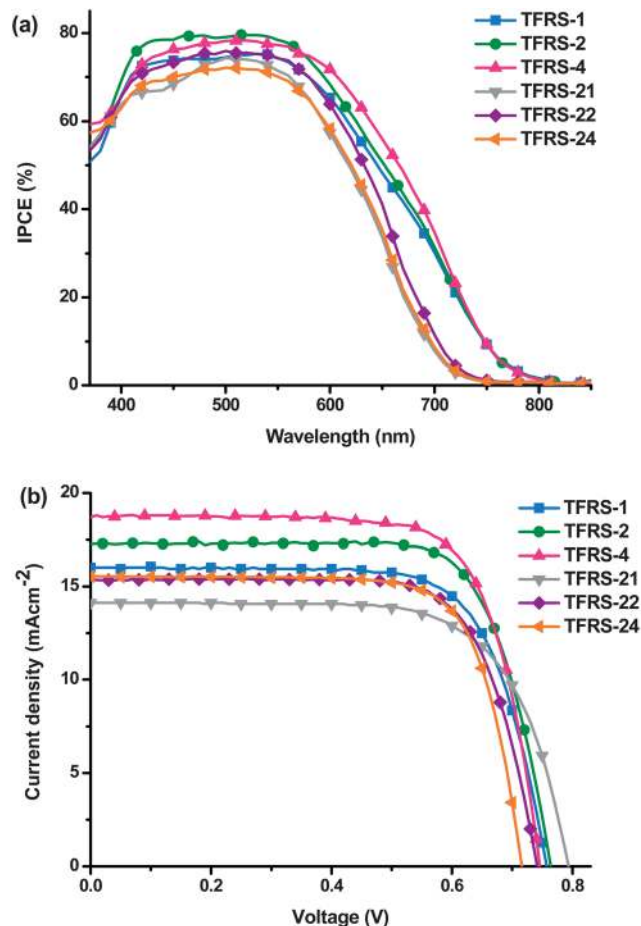 (a)
TFRS-1
TFRS-2
TFRS-4
TFRS-21
TFRS-22
TFRS-24
80
60
40
20
0
IPCE (%)
400 500 600 700 800
Wavelength (nm)
(b)
TFRS-1
TFRS-2
TFRS-4
TFRS-21
TFRS-22
TFRS-24
20
15
10
5
0
Current density (mAcm⁻²)
0.0 0.2 0.4 0.6 0.8
Voltage (V)